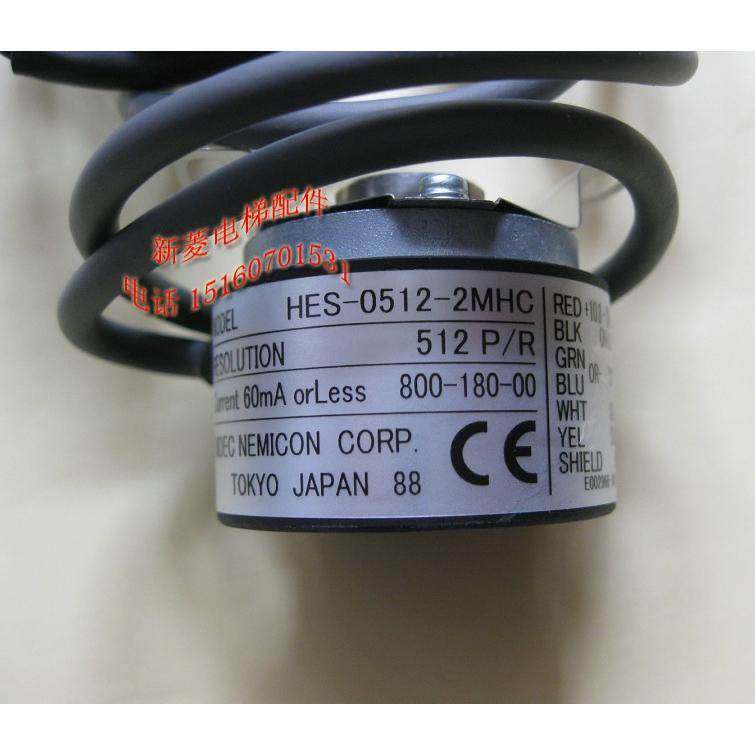 新菱电梯配件
电话 15160701531
MODEL HES-0512-2MHC
RESOLUTION 512 P/R
Current 60mA orLess 800-180-00
NEMICON CORP.
TOKYO JAPAN 88
CE
RED
BLK
GRN
BLU
WHT
YEL
SHIELD